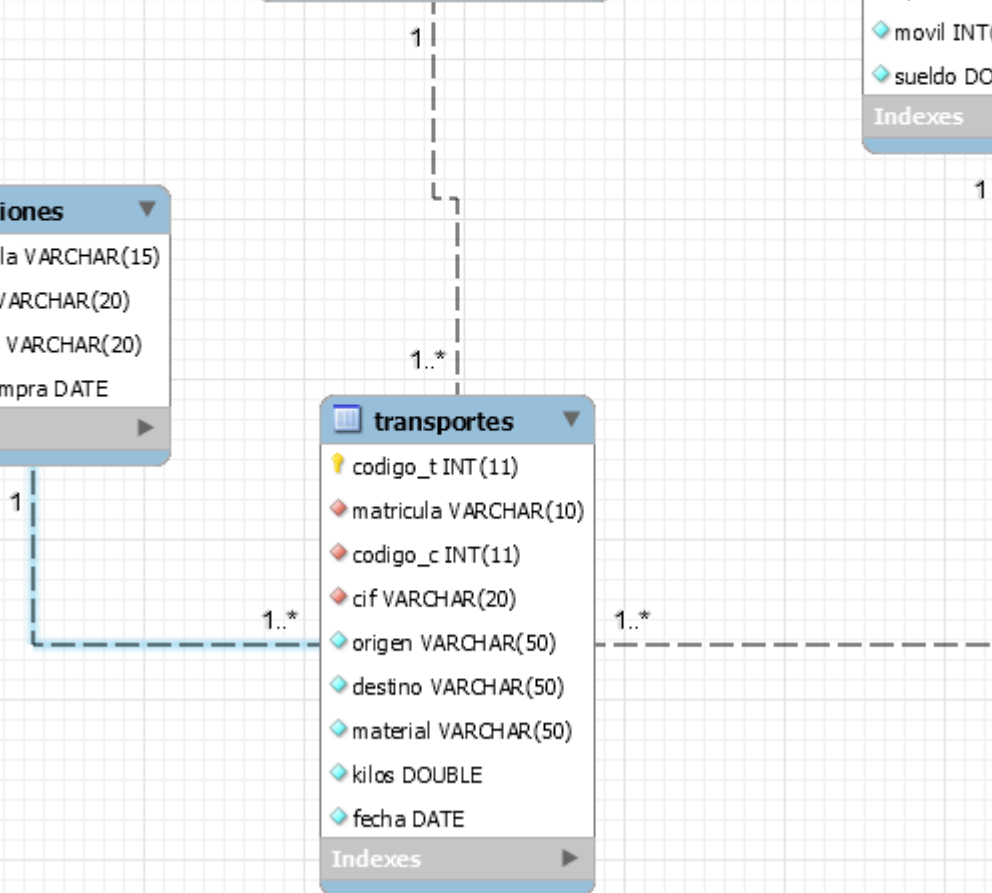 1
movil INT(
sueldo DO
Indexes
1
iones
la VARCHAR(15)
VARCHAR(20)
VARCHAR(20)
mpra DATE
1
1..*
transportes
codigo_t INT(11)
matricula VARCHAR(10)
codigo_c INT(11)
cif VARCHAR(20)
origen VARCHAR(50)
destino VARCHAR(50)
material VARCHAR(50)
kilos DOUBLE
fecha DATE
Indexes
1..*
1..*